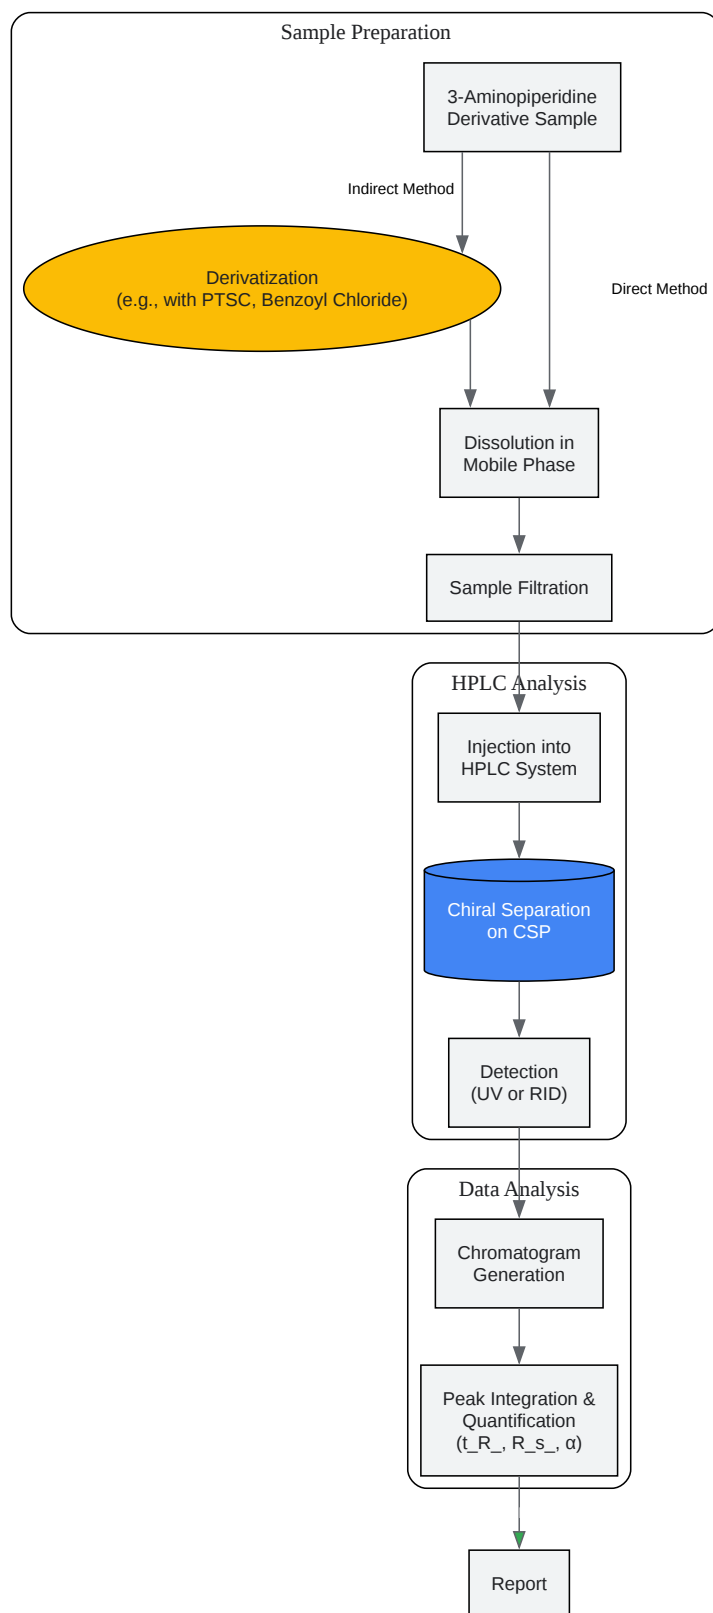 Sample Preparation
3-Aminopiperidine
Derivative Sample
Indirect Method
Derivatization
(e.g., with PTSC, Benzoyl Chloride)
Direct Method
Dissolution in
Mobile Phase
Sample Filtration
HPLC Analysis
Injection into
HPLC System
Chiral Separation
on CSP
Detection
(UV or RID)
Data Analysis
Chromatogram
Generation
Peak Integration &
Quantification
(t_R_, R_s_, α)
Report